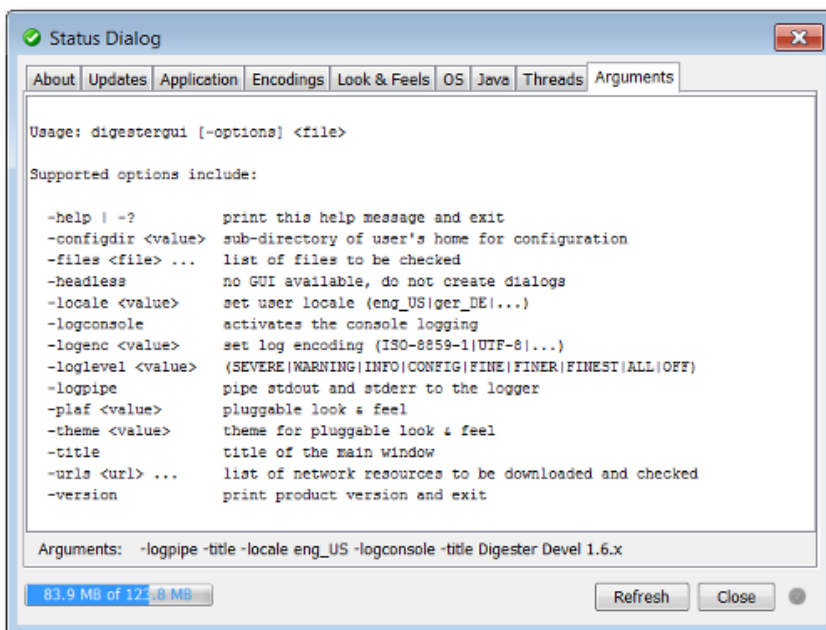 Status Dialog
About Updates Application Encodings Look & Feels OS Java Threads Arguments
Usage: digestergui [-options] <file>
Supported options include:
-help | -? print this help message and exit
-configdir <value> sub-directory of user's home for configuration
-files <file> ... list of files to be checked
-headless no GUI available, do not create dialogs
-locale <value> set user locale (eng_US|ger_DE|...)
-logconsole activates the console logging
-logenc <value> set log encoding (ISO-8859-1|UTF-8|...)
-loglevel <value> (SEVERE|WARNING|INFO|CONFIG|FINE|FINER|FINEST|ALL|OFF)
-logpipe pipe stdout and stderr to the logger
-plaf <value> pluggable look & feel
-theme <value> theme for pluggable look & feel
-title title of the main window
-urls <url> ... list of network resources to be downloaded and checked
-version print product version and exit
Arguments: -logpipe -title -locale eng_US -logconsole -title Digester Devel 1.6.x
83.9 MB of 123.8 MB Refresh Close